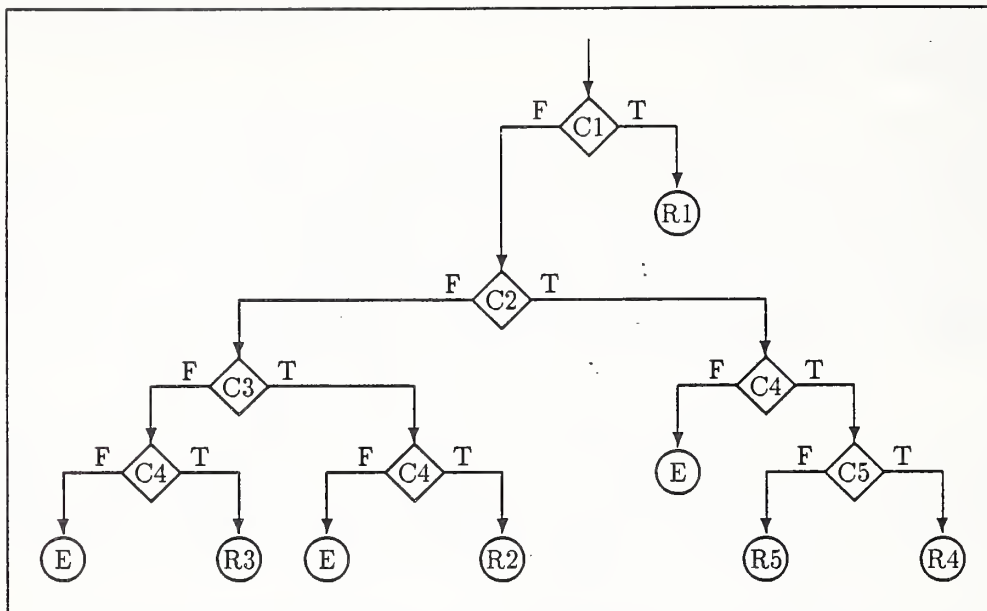 F C1 T
R1
F C2 T
F C3 T F C4 T
F C4 T F C4 T E F C5 T
E R3 E R2 R5 R4